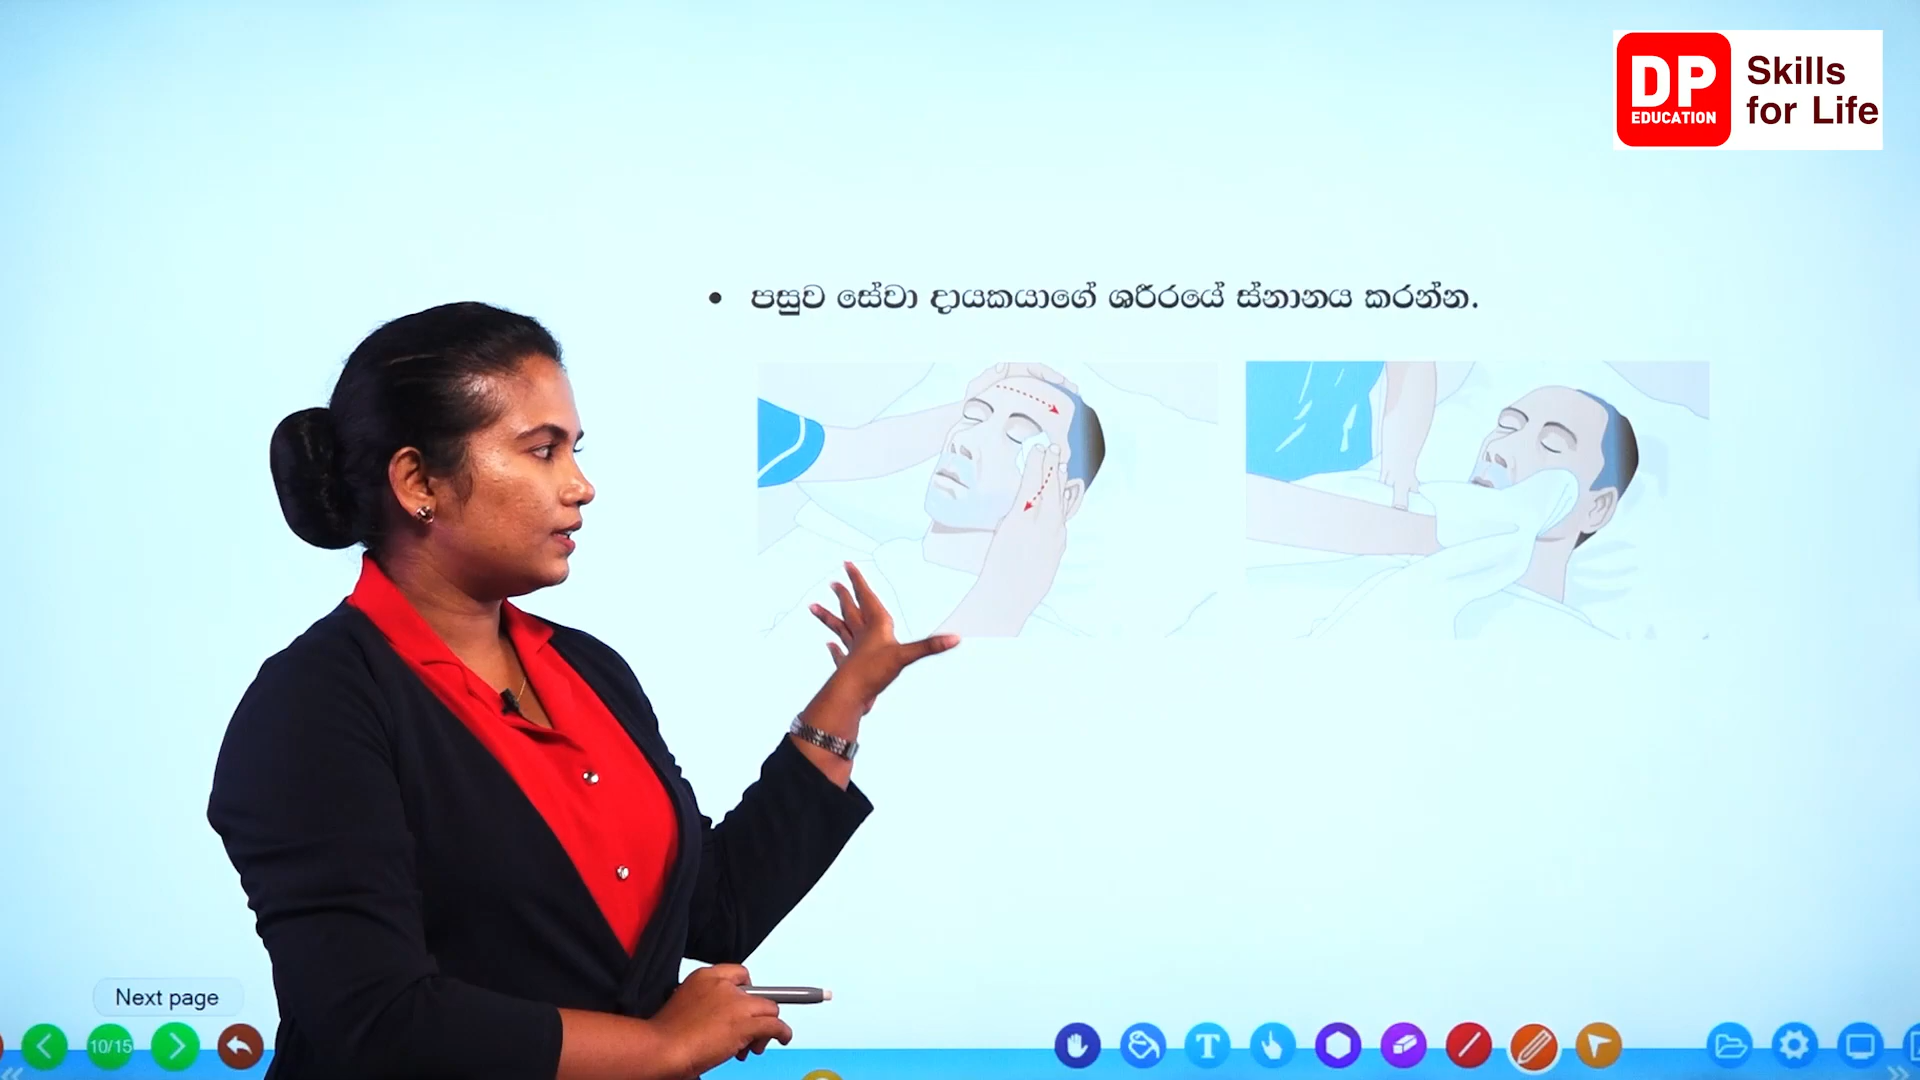 DP
EDUCATION
Skills
for Life
• පසුව සේවා දායකයාගේ ශරීරයේ ස්නානය කරන්න.
Next page
10/15
T